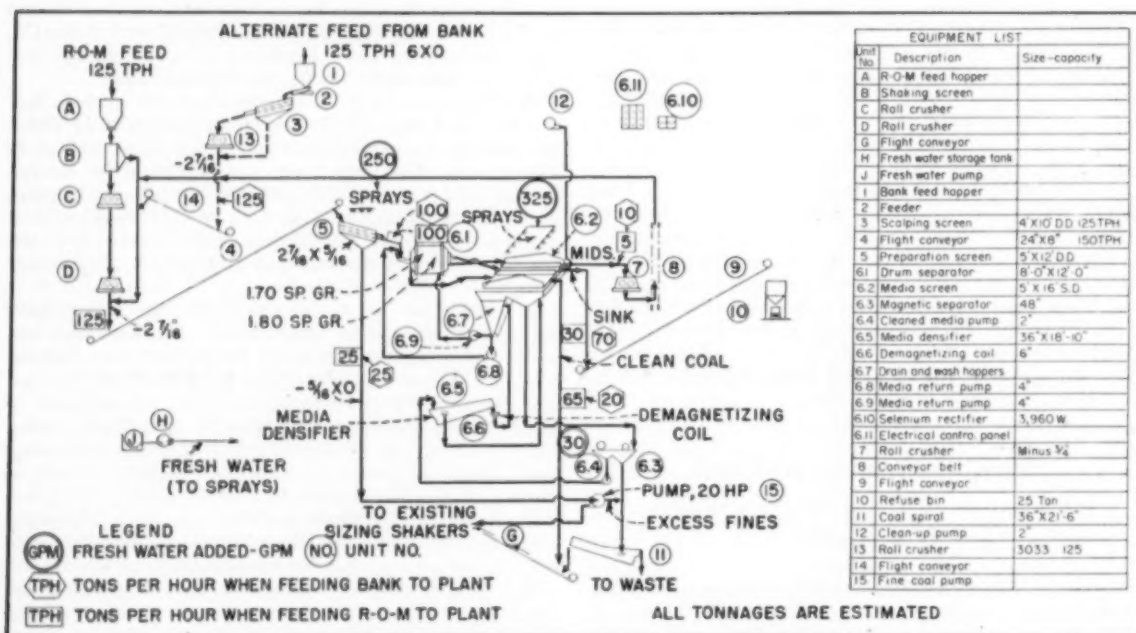 ALTERNATE FEED FROM BANK
125 TPH 6X0
R-O-M FEED
125 TPH
1
2
3
A
B
C
D
13
-2 7/16"
14
125
4
125
-2 7/16"
250
SPRAYS
5
2 7/16 X 5/16
100
100
6.1
SPRAYS
325
6.2
12
6.11
6.10
MIDS.
10
5
7
8
9
10
1.70 SP. GR.
1.80 SP. GR.
6.7
6.9
6.8
SINK
30
70
CLEAN COAL
25
25
-5/16 X 0
6.5
6.6
MEDIA
DENSIFIER
65
20
DEMAGNETIZING
COIL
30
6.4
6.3
H
J
FRESH WATER
(TO SPRAYS)
PUMP, 20 HP
15
TO EXISTING
SIZING SHAKERS
EXCESS FINES
G
11
TO WASTE
LEGEND
GPM FRESH WATER ADDED-GPM NO. UNIT NO.
TPH TONS PER HOUR WHEN FEEDING BANK TO PLANT
TPH TONS PER HOUR WHEN FEEDING R-O-M TO PLANT
ALL TONNAGES ARE ESTIMATED
EQUIPMENT LIST
Unit No. Description Size-capacity
A R-O-M feed hopper
B Shaking screen
C Roll crusher
D Roll crusher
G Flight conveyor
H Fresh water storage tank
J Fresh water pump
1 Bank feed hopper
2 Feeder
3 Scalping screen 4'X10' D.D. 125 TPH
4 Flight conveyor 24"X8" 150TPH
5 Preparation screen 5'X12' D.D.
6.1 Drum separator 8'-0"X12'-0"
6.2 Media screen 5'X16' S.D.
6.3 Magnetic separator 48"
6.4 Cleaned media pump 2"
6.5 Media densifier 36"X18'-10"
6.6 Demagnetizing coil 6"
6.7 Drain and wash hoppers
6.8 Media return pump 4"
6.9 Media return pump 4"
6.10 Selenium rectifier 3,960 W.
6.11 Electrical control panel
7 Roll crusher Minus 3/4"
8 Conveyor belt
9 Flight conveyor
10 Refuse bin 25 Ton
11 Coal spiral 36"X21'-6"
12 Clean-up pump 2"
13 Roll crusher 3033 125
14 Flight conveyor
15 Fine coal pump